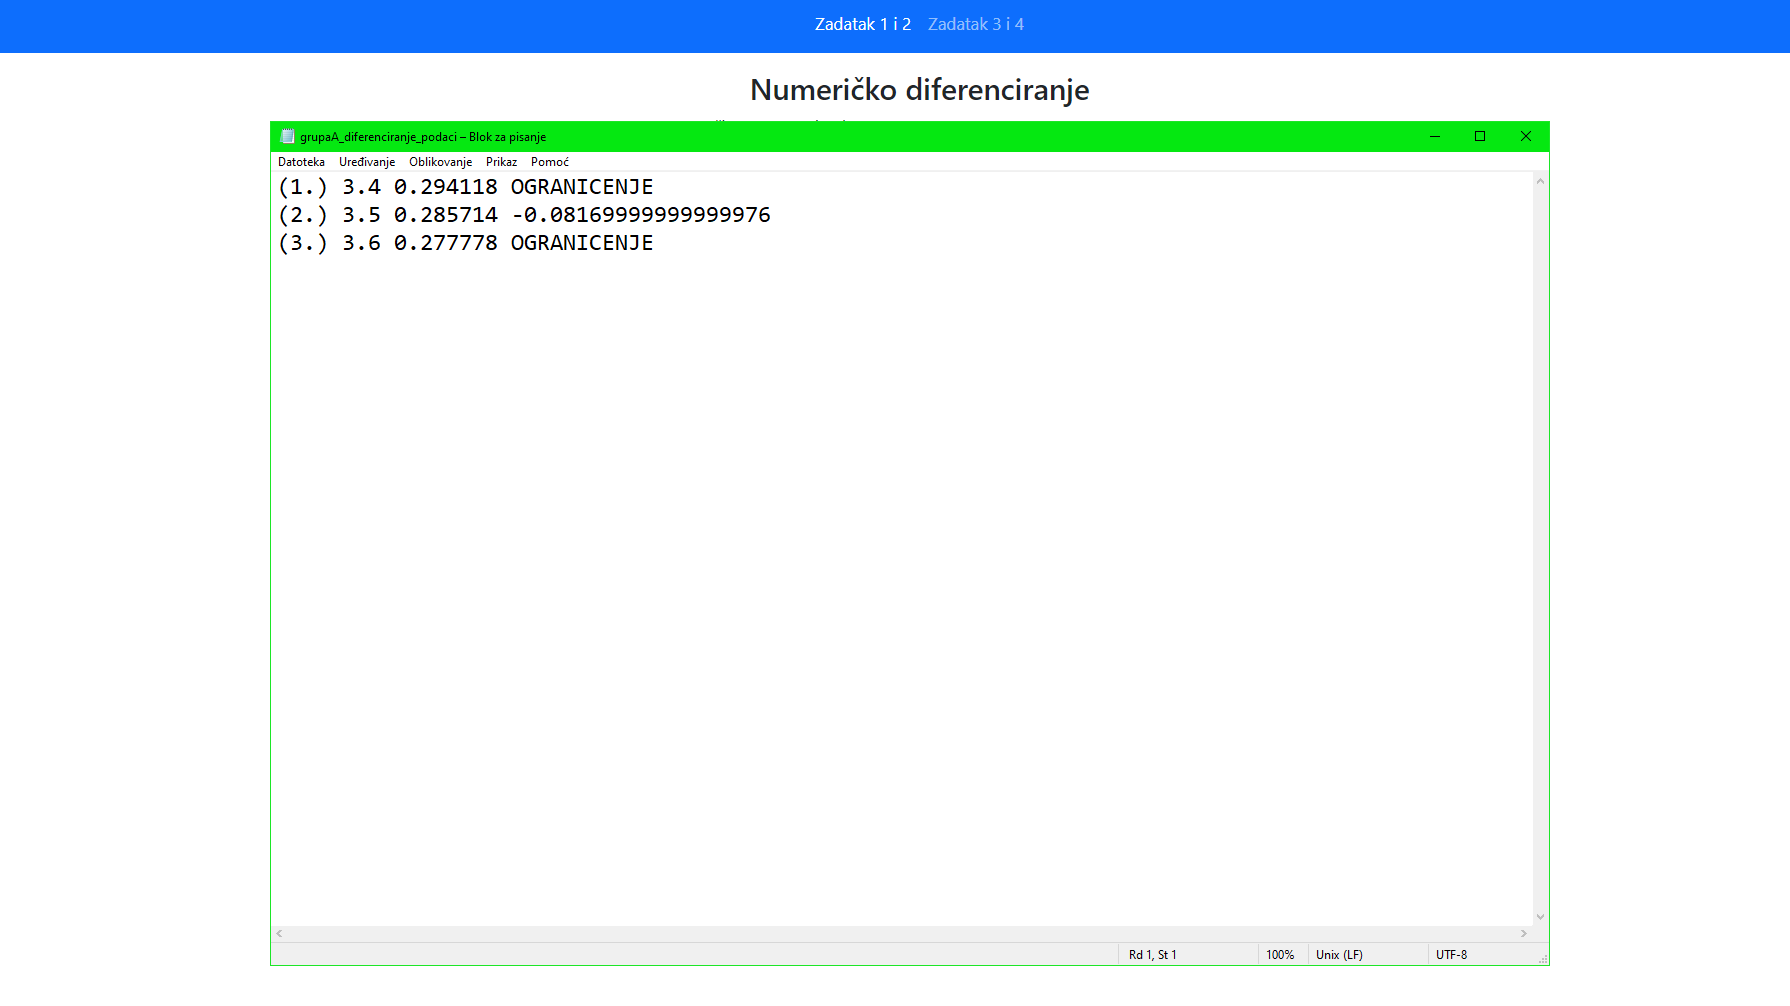 Zadatak 1 i 2 Zadatak 3 i 4
Numeričko diferenciranje
grupaA_diferenciranje_podaci – Blok za pisanje
Datoteka Uređivanje Oblikovanje Prikaz Pomoć
(1.) 3.4 0.294118 OGRANICENJE
(2.) 3.5 0.285714 -0.08169999999999976
(3.) 3.6 0.277778 OGRANICENJE
Rd 1, St 1 100% Unix (LF) UTF-8